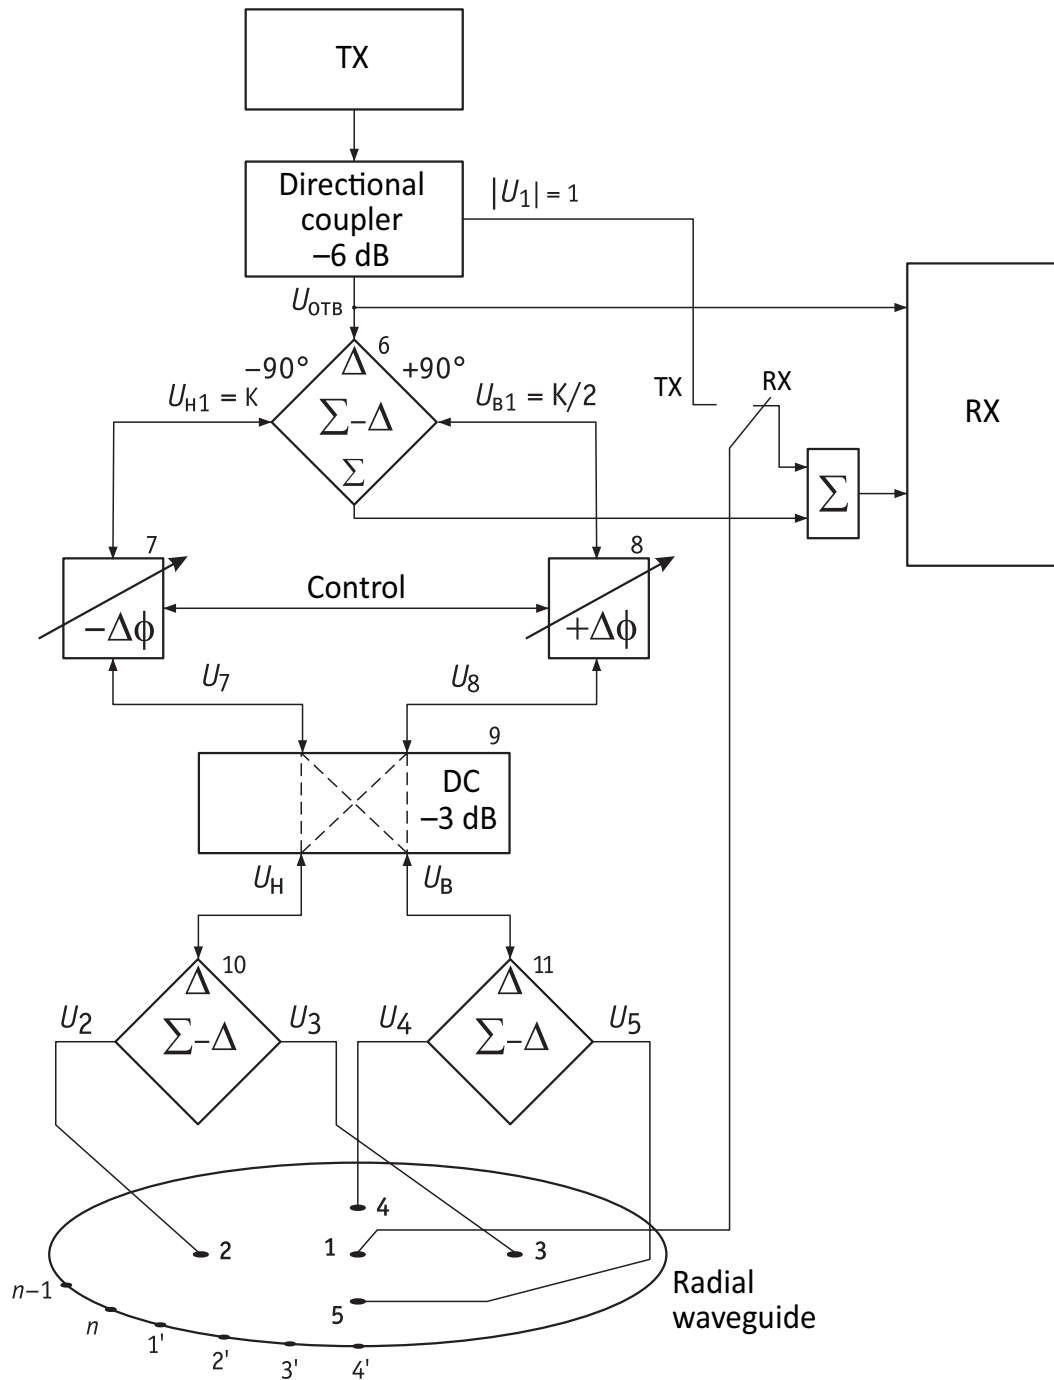 TX
Directional
coupler
–6 dB
|U1| = 1
UОТВ
6
–90°
Δ
+90°
UН1 = К
Σ–Δ
UВ1 = К/2
Σ
TX
RX
RX
Σ
7
–Δϕ
Control
8
+Δϕ
U7
U8
9
DC
–3 dB
UН
UВ
10
Δ
Σ–Δ
11
Δ
Σ–Δ
U2
U3
U4
U5
4
2
1
3
5
n–1
n
1'
2'
3'
4'
Radial
waveguide